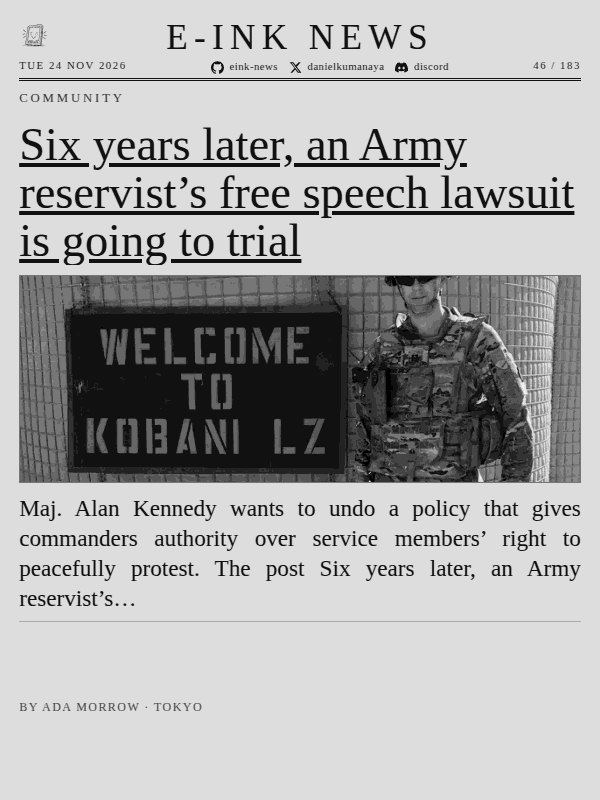 E-INK NEWS
TUE 24 NOV 2026
eink-news danielkumanaya discord
46 / 183
COMMUNITY
Six years later, an Army
reservist’s free speech lawsuit
is going to trial
WELCOME
TO
KOBANI LZ
Maj. Alan Kennedy wants to undo a policy that gives
commanders authority over service members’ right to
peacefully protest. The post Six years later, an Army
reservist’s…
BY ADA MORROW · TOKYO